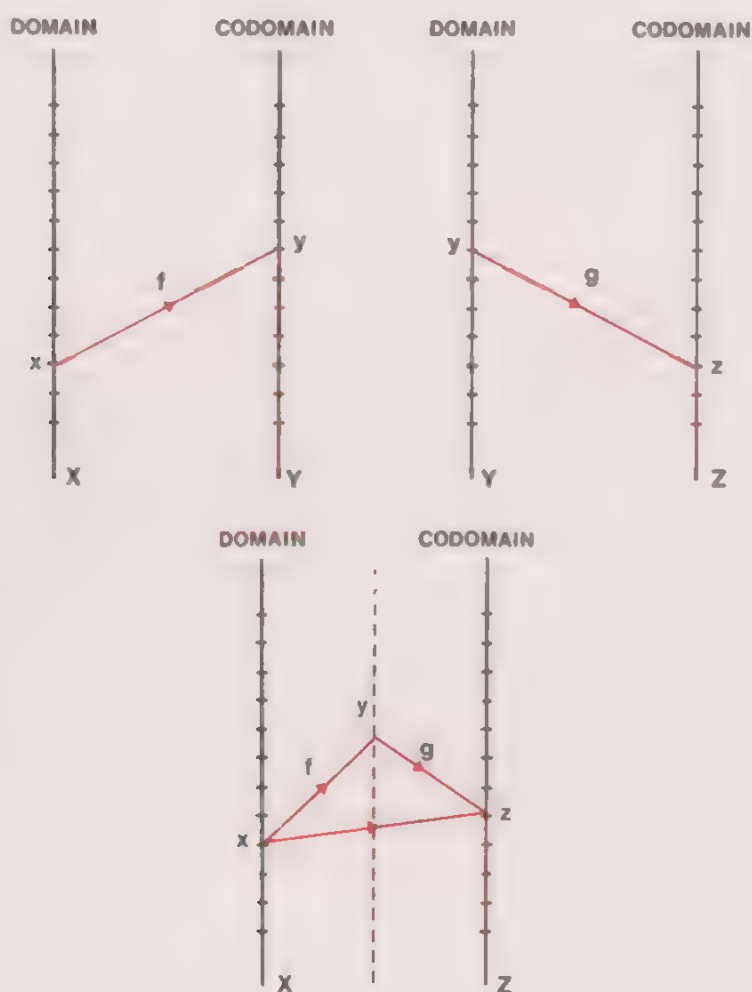 DOMAIN CODOMAIN DOMAIN CODOMAIN
y y
f g
x z
X Y Y Z
DOMAIN CODOMAIN
y
f g
x z
X Z